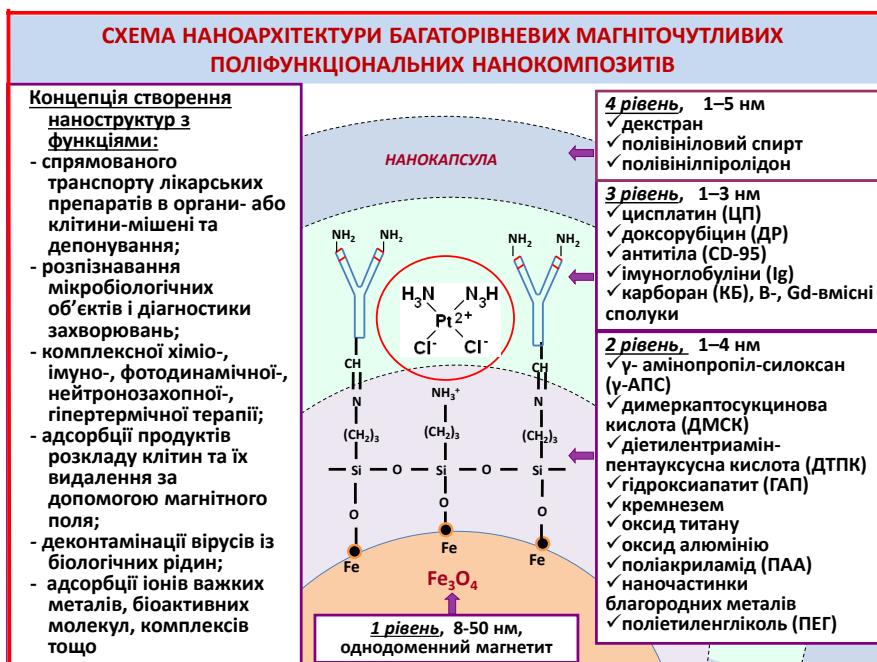 СХЕМА НАНОАРХІТЕКТУРИ БАГАТОРІВНЕВИХ МАГНІТОЧУТЛИВИХ
ПОЛІФУНКЦІОНАЛЬНИХ НАНОКОМПОЗИТІВ
Концепція створення
наноструктур з
функціями:
- спрямованого
транспорту лікарських
препаратів в органи- або
клітини-мішені та
депонування;
- розпізнавання
мікробіологічних
об’єктів і діагностики
захворювань;
- комплексної хіміо-,
імуно-, фотодинамічної-,
нейтронозахопної-,
гіпертермічної терапії;
- адсорбції продуктів
розкладу клітин та їх
видалення за
допомогою магнітного
поля;
- деконтамінації вірусів із
біологічних рідин;
- адсорбції іонів важких
металів, біоактивних
молекул, комплексів
тощо
НАНОКАПСУЛА
NH₂ NH₂ NH₂ NH₂
H₃N N₃H
Pt²⁺
Cl⁻ Cl⁻
CH CH
N NH₃⁺ N
(CH₂)₃ (CH₂)₃ (CH₂)₃
Si O Si O Si
O O O
Fe Fe Fe
Fe₃O₄
1 рівень, 8-50 нм,
однодоменний магнетит
4 рівень, 1–5 нм
✓декстран
✓полівініловий спирт
✓полівінілпіролідон
3 рівень, 1–3 нм
✓цисплатин (ЦП)
✓доксорубіцин (ДР)
✓антитіла (CD-95)
✓імуноглобуліни (Ig)
✓карборан (КБ), В-, Gd-вмісні
сполуки
2 рівень, 1–4 нм
✓γ- амінопропіл-силоксан
(γ-АПС)
✓димеркаптосукцинова
кислота (ДМСК)
✓діетилентриамін-
пентауксусна кислота (ДТПК)
✓гідроксиапатит (ГАП)
✓кремнезем
✓оксид титану
✓оксид алюмінію
✓поліакриламід (ПАА)
✓наночастинки
благородних металів
✓поліетиленгліколь (ПЕГ)